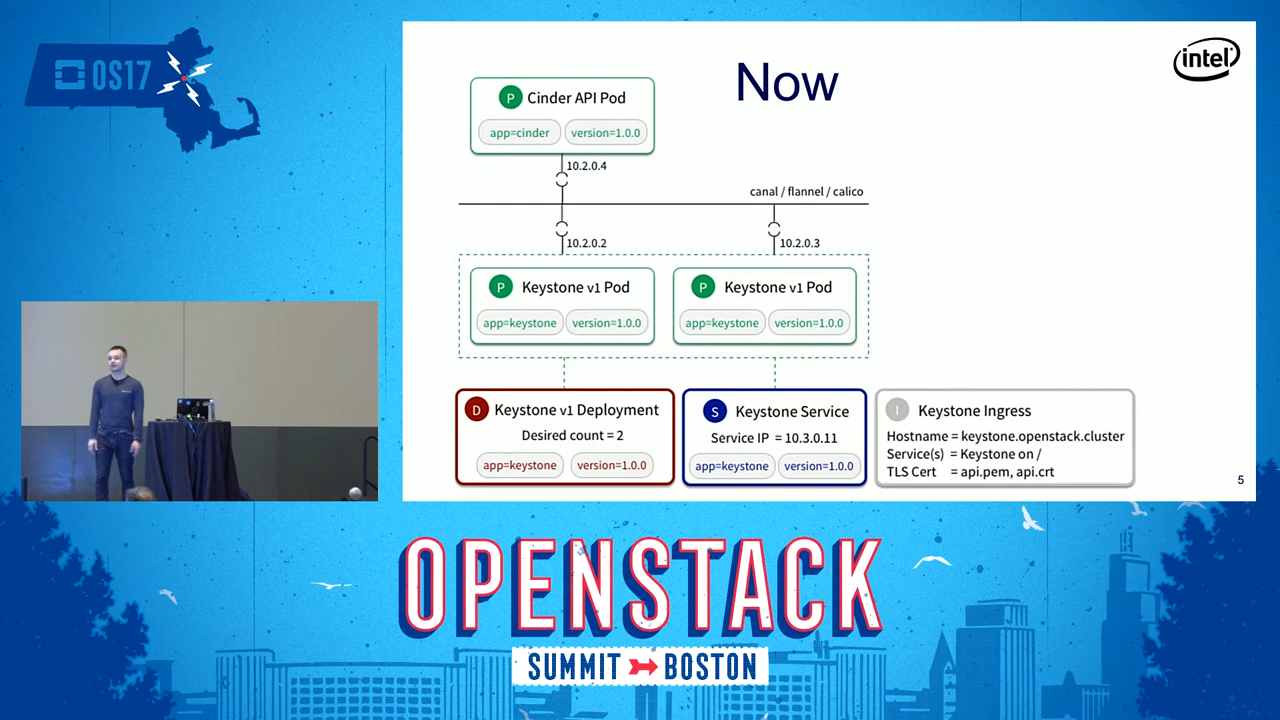 OS17
intel
Now
P Cinder API Pod
app=cinder version=1.0.0
10.2.0.4
canal / flannel / calico
10.2.0.2 10.2.0.3
P Keystone v1 Pod
app=keystone version=1.0.0
P Keystone v1 Pod
app=keystone version=1.0.0
D Keystone v1 Deployment
Desired count = 2
app=keystone version=1.0.0
S Keystone Service
Service IP = 10.3.0.11
app=keystone version=1.0.0
I Keystone Ingress
Hostname = keystone.openstack.cluster
Service(s) = Keystone on /
TLS Cert = api.pem, api.crt
5
OPENSTACK
SUMMIT BOSTON